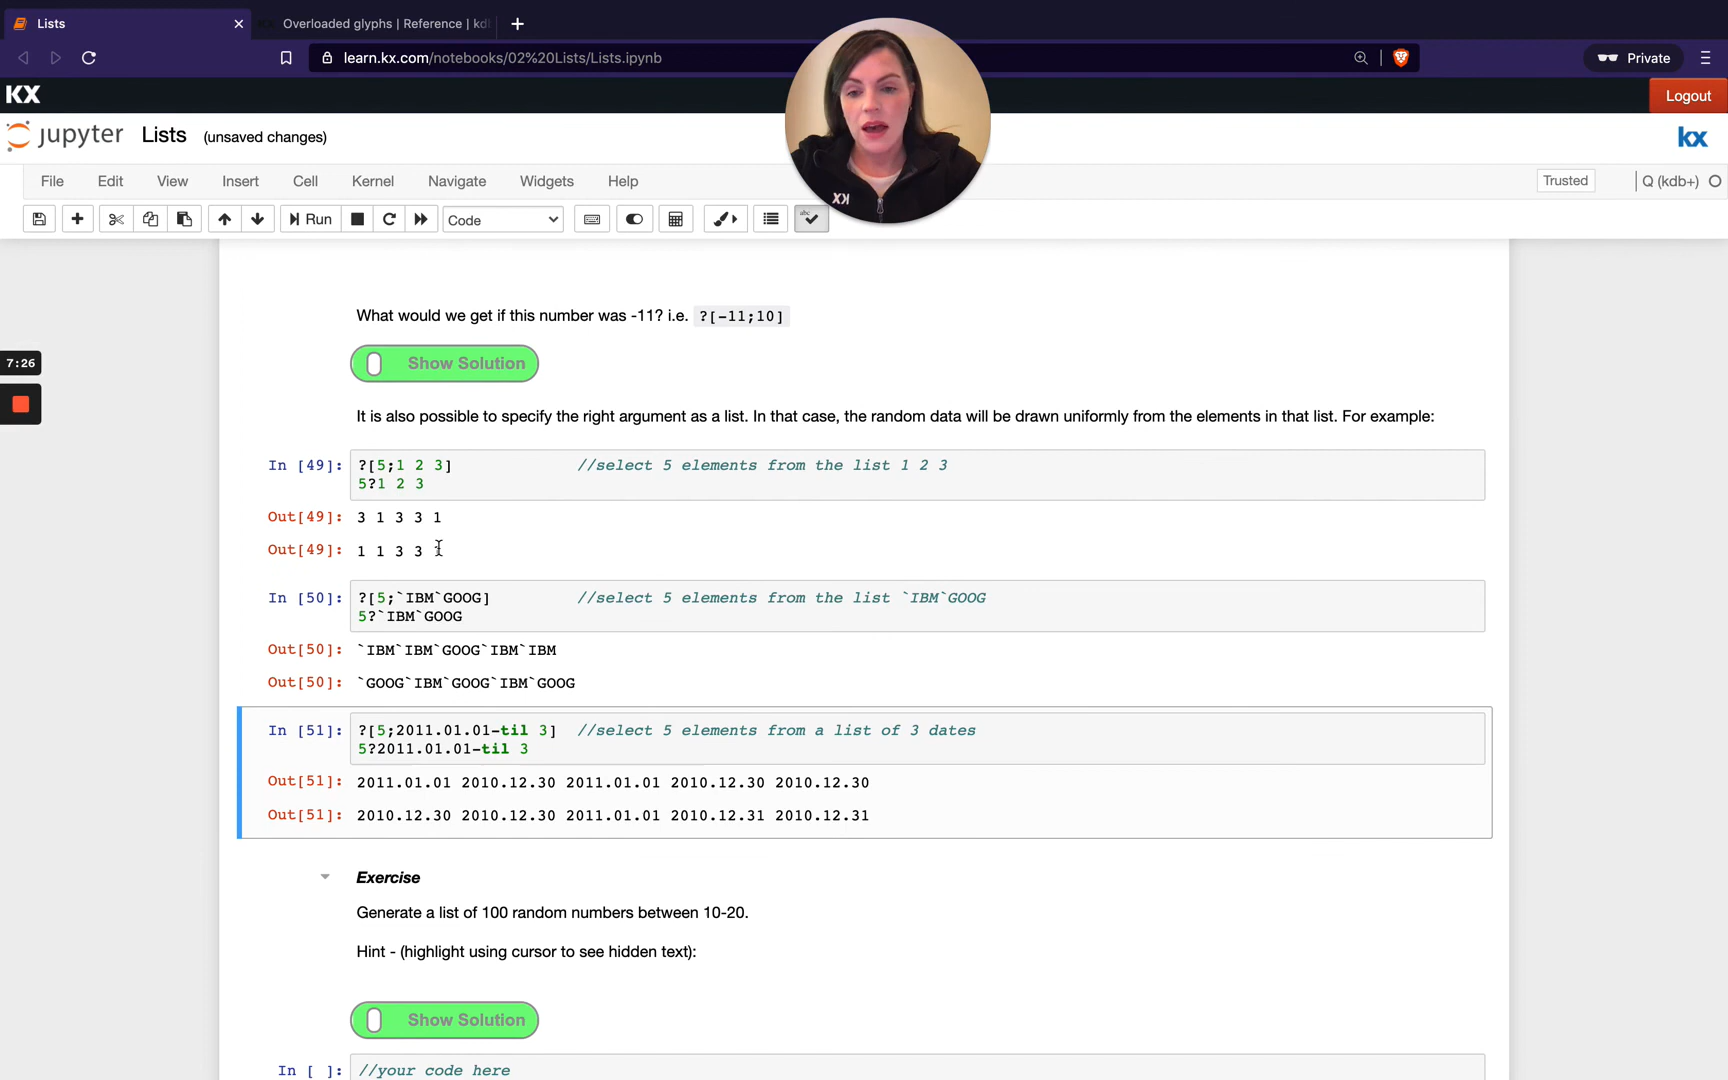 Lists
Overloaded glyphs | Reference | kd
learn.kx.com/notebooks/02%20Lists/Lists.ipynb
Private
KX
Logout
jupyter Lists (unsaved changes)
kx
File Edit View Insert Cell Kernel Navigate Widgets Help
Trusted
Q (kdb+)
Run
Code
abc
KX
What would we get if this number was -11? i.e. ?[-11;10]
7:26
Show Solution
It is also possible to specify the right argument as a list. In that case, the random data will be drawn uniformly from the elements in that list. For example:
In [49]: ?[5;1 2 3] //select 5 elements from the list 1 2 3
5?1 2 3
Out[49]: 3 1 3 3 1
Out[49]: 1 1 3 3
In [50]: ?[5;`IBM`GOOG] //select 5 elements from the list `IBM`GOOG
5?`IBM`GOOG
Out[50]: `IBM`IBM`GOOG`IBM`IBM
Out[50]: `GOOG`IBM`GOOG`IBM`GOOG
In [51]: ?[5;2011.01.01-til 3] //select 5 elements from a list of 3 dates
5?2011.01.01-til 3
Out[51]: 2011.01.01 2010.12.30 2011.01.01 2010.12.30 2010.12.30
Out[51]: 2010.12.30 2010.12.30 2011.01.01 2010.12.31 2010.12.31
Exercise
Generate a list of 100 random numbers between 10-20.
Hint - (highlight using cursor to see hidden text):
Show Solution
In [ ]: //your code here